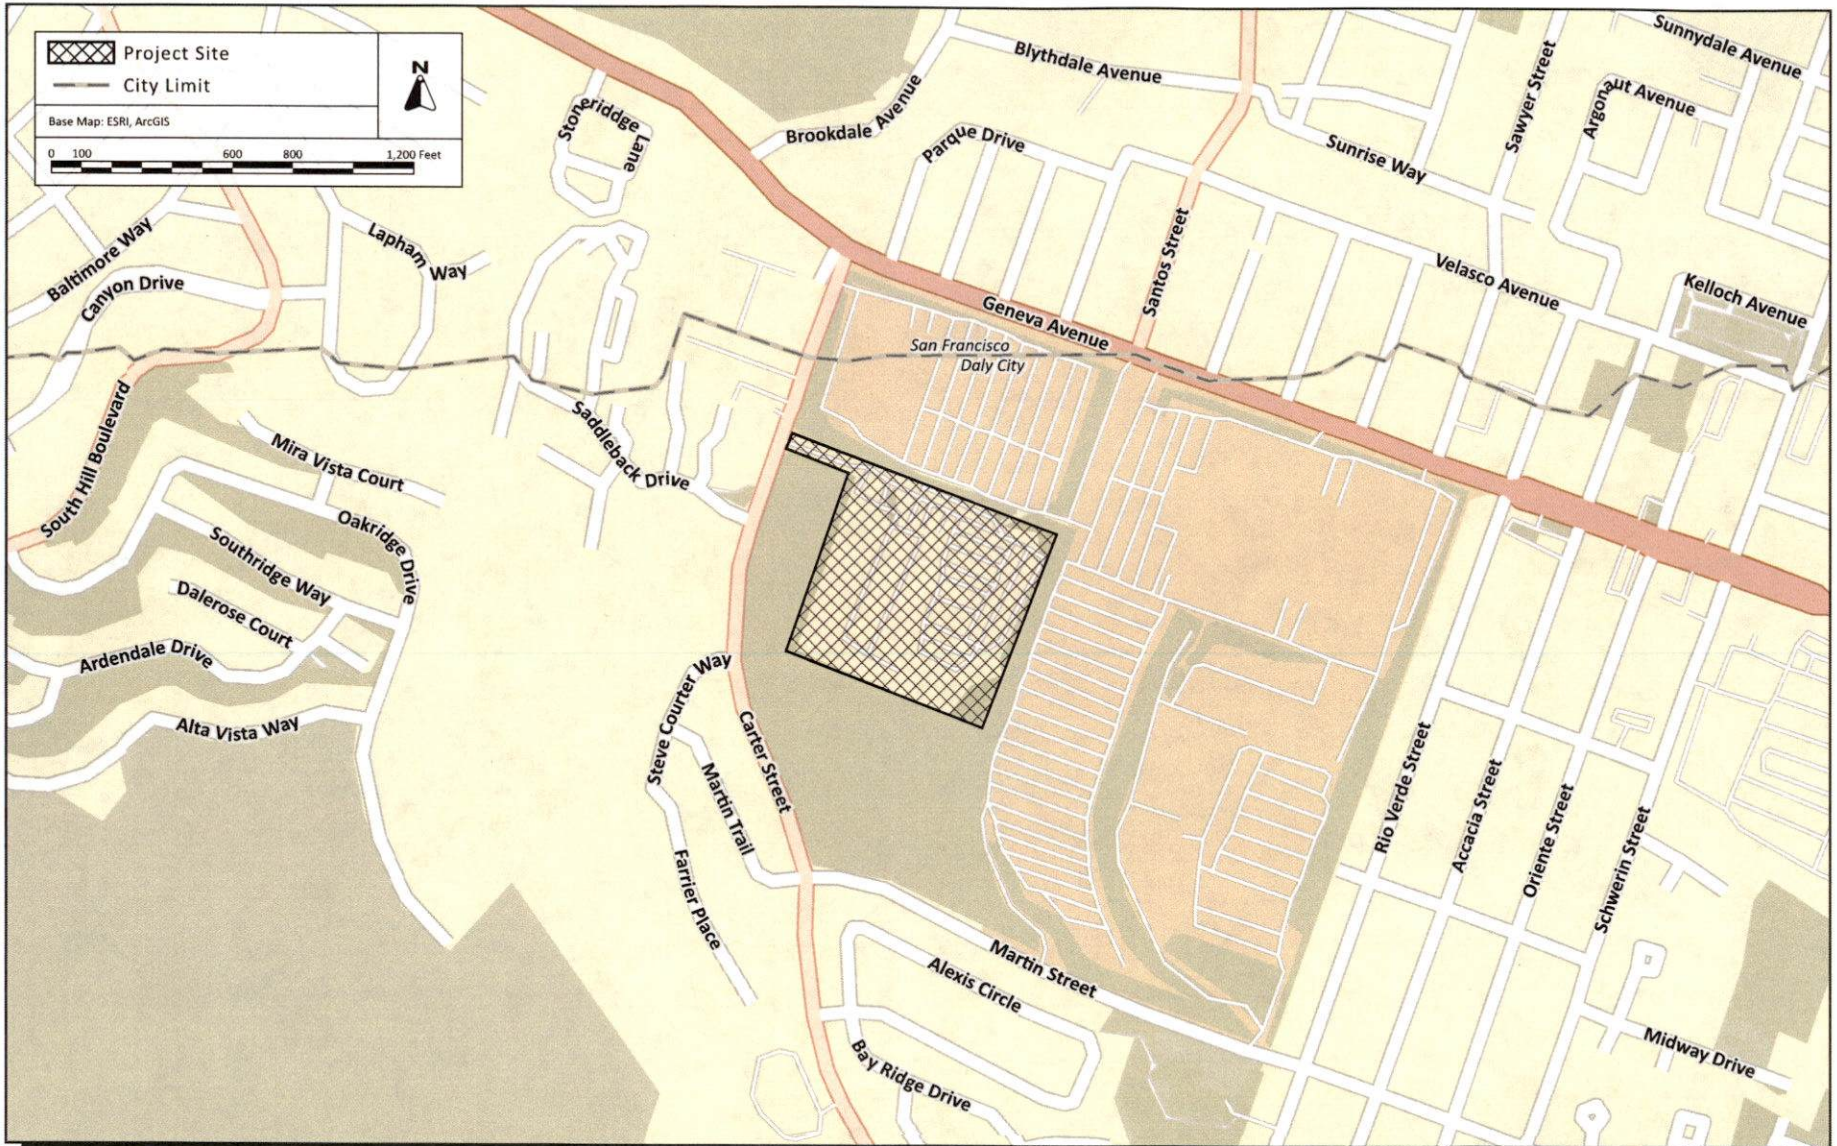 Project Site
City Limit
N
Base Map: ESRI, ArcGIS
0 100 600 800 1,200 Feet
Blythdale Avenue
Sunnydale Avenue
Sawyer Street
Argonaut Avenue
Stoneriddge Lane
Brookdale Avenue
Parque Drive
Sunrise Way
Baltimore Way
Canyon Drive
Lapham Way
Santos Street
Velasco Avenue
Kelloch Avenue
Geneva Avenue
San Francisco
Daly City
South Hill Boulevard
Mira Vista Court
Saddleback Drive
Oakridge Drive
Southridge Way
Dalerose Court
Ardendale Drive
Alta Vista Way
Steve Courter Way
Carter Street
Martin Trail
Farrier Place
Rio Verde Street
Accacia Street
Oriente Street
Schwerin Street
Martin Street
Alexis Circle
Bay Ridge Drive
Midway Drive